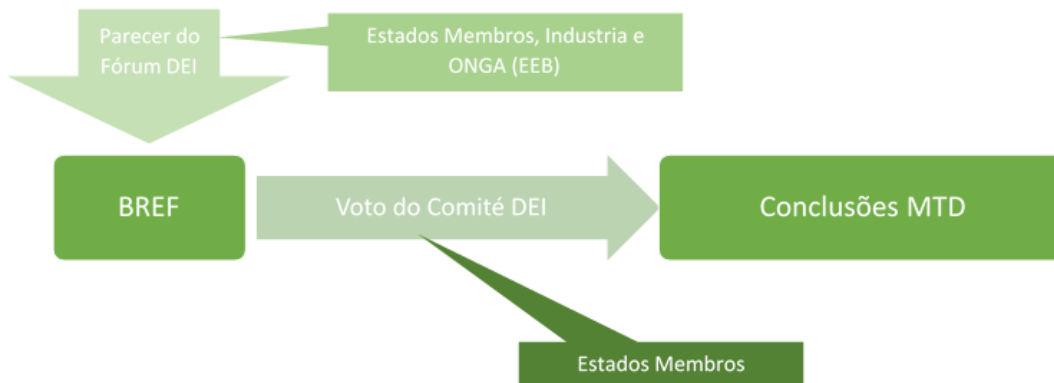 Parecer do
Fórum DEI
Estados Membros, Industria e
ONGA (EEB)
BREF
Voto do Comité DEI
Conclusões MTD
Estados Membros